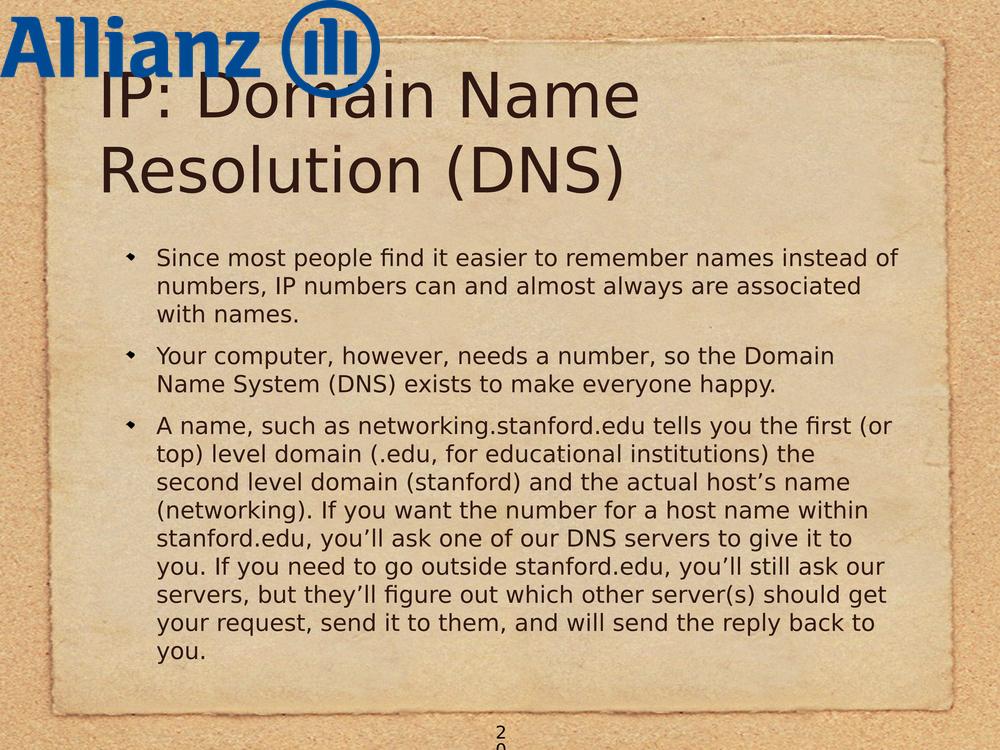 Allianz
IP: Domain Name
Resolution (DNS)
Since most people find it easier to remember names instead of
numbers, IP numbers can and almost always are associated
with names.
Your computer, however, needs a number, so the Domain
Name System (DNS) exists to make everyone happy.
A name, such as networking.stanford.edu tells you the first (or
top) level domain (.edu, for educational institutions) the
second level domain (stanford) and the actual host’s name
(networking). If you want the number for a host name within
stanford.edu, you’ll ask one of our DNS servers to give it to
you. If you need to go outside stanford.edu, you’ll still ask our
servers, but they’ll figure out which other server(s) should get
your request, send it to them, and will send the reply back to
you.
2
0